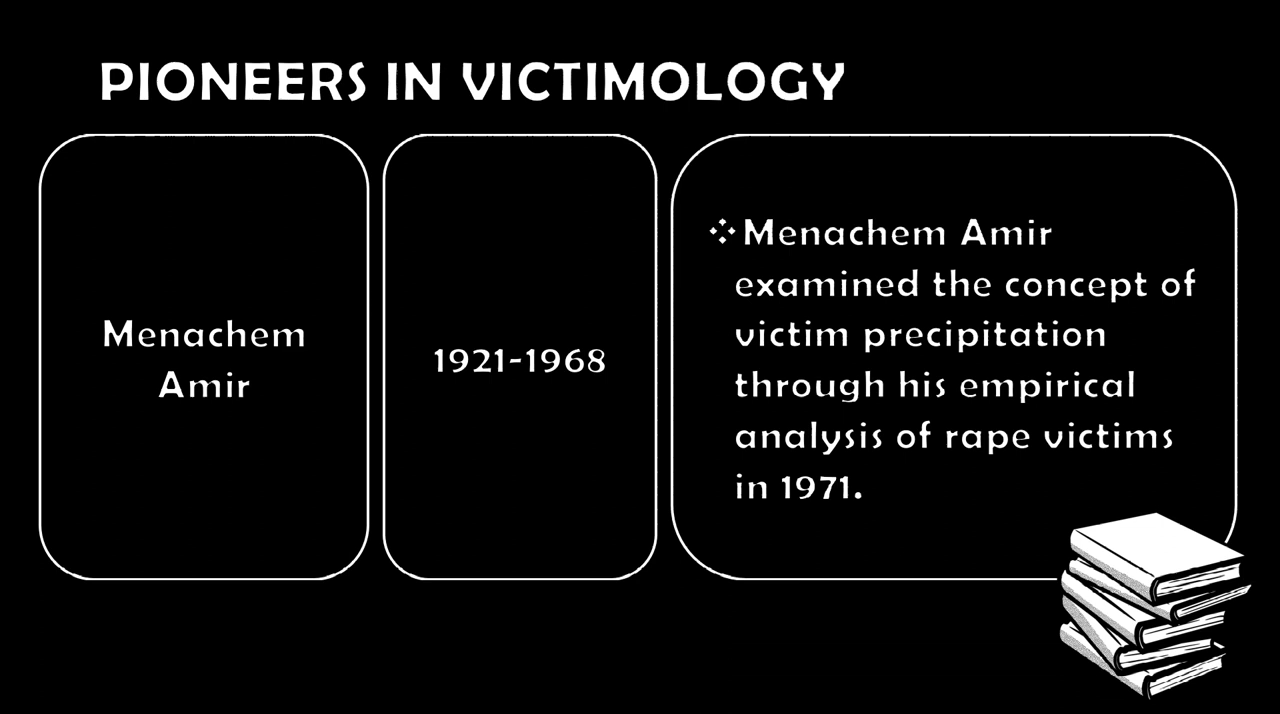 PIONEERS IN VICTIMOLOGY
Menachem
Amir
1921-1968
❖Menachem Amir
examined the concept of
victim precipitation
through his empirical
analysis of rape victims
in 1971.